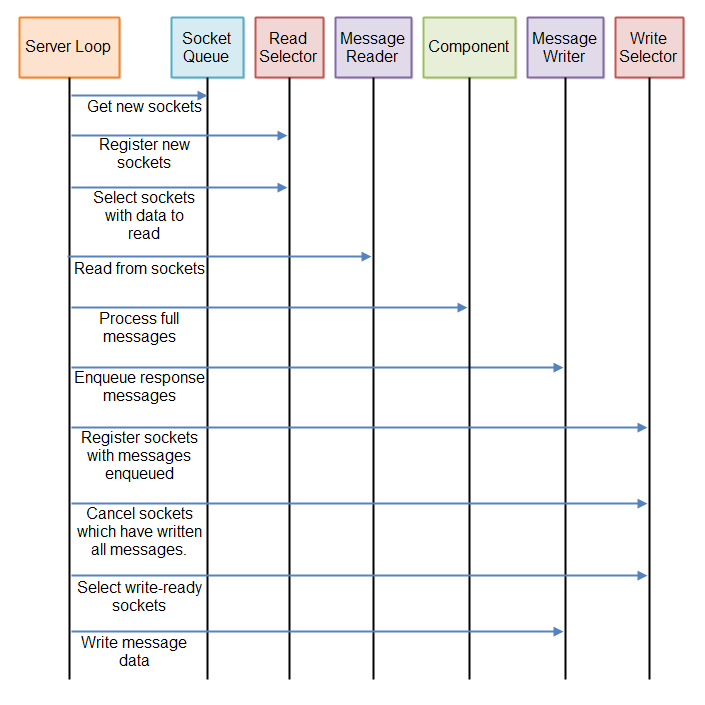 Server Loop
Socket
Queue
Read
Selector
Message
Reader
Component
Message
Writer
Write
Selector
Get new sockets
Register new
sockets
Select sockets
with data to
read
Read from sockets
Process full
messages
Enqueue response
messages
Register sockets
with messages
enqueued
Cancel sockets
which have written
all messages.
Select write-ready
sockets
Write message
data